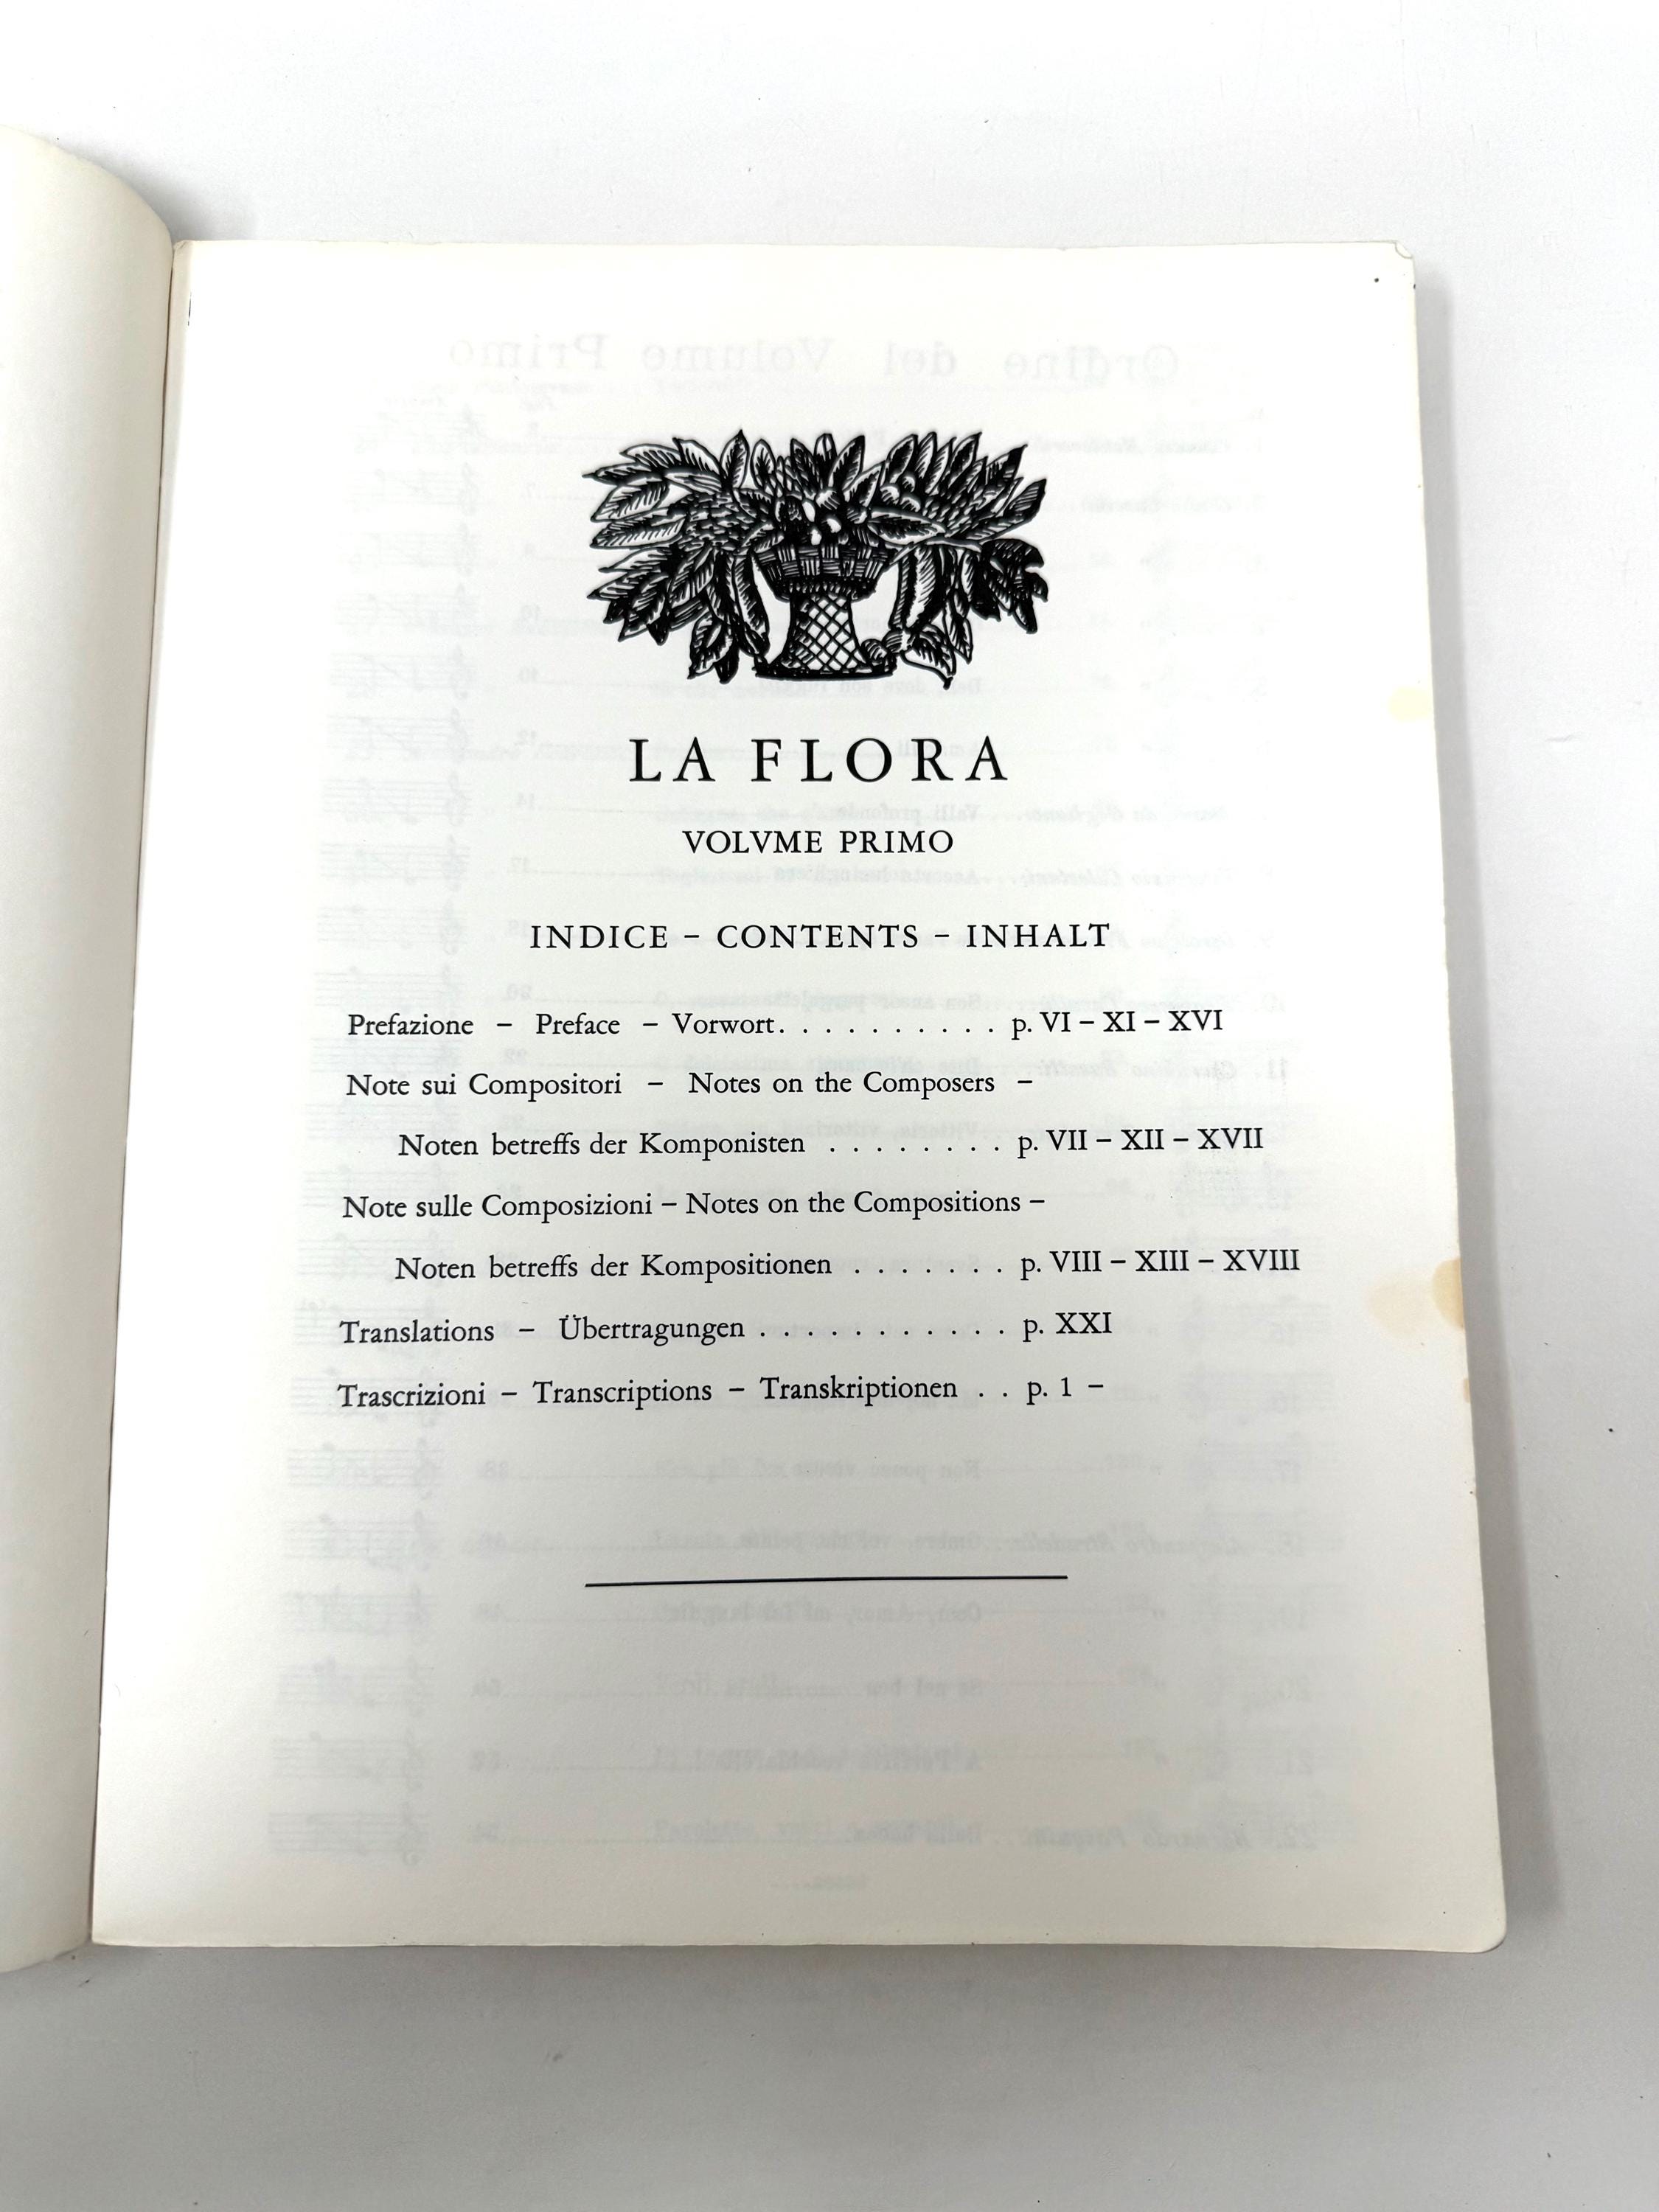 LA FLORA
VOLVME PRIMO
INDICE – CONTENTS – INHALT
Prefazione – Preface – Vorwort. . . . . . . . . . . p. VI – XI – XVI
Note sui Compositori – Notes on the Composers –
Noten betreffs der Komponisten . . . . . . . . p. VII – XII – XVII
Note sulle Composizioni – Notes on the Compositions –
Noten betreffs der Kompositionen . . . . . . . p. VIII – XIII – XVIII
Translations – Übertragungen . . . . . . . . . . . p. XXI
Trascrizioni – Transcriptions – Transkriptionen . . p. 1 –